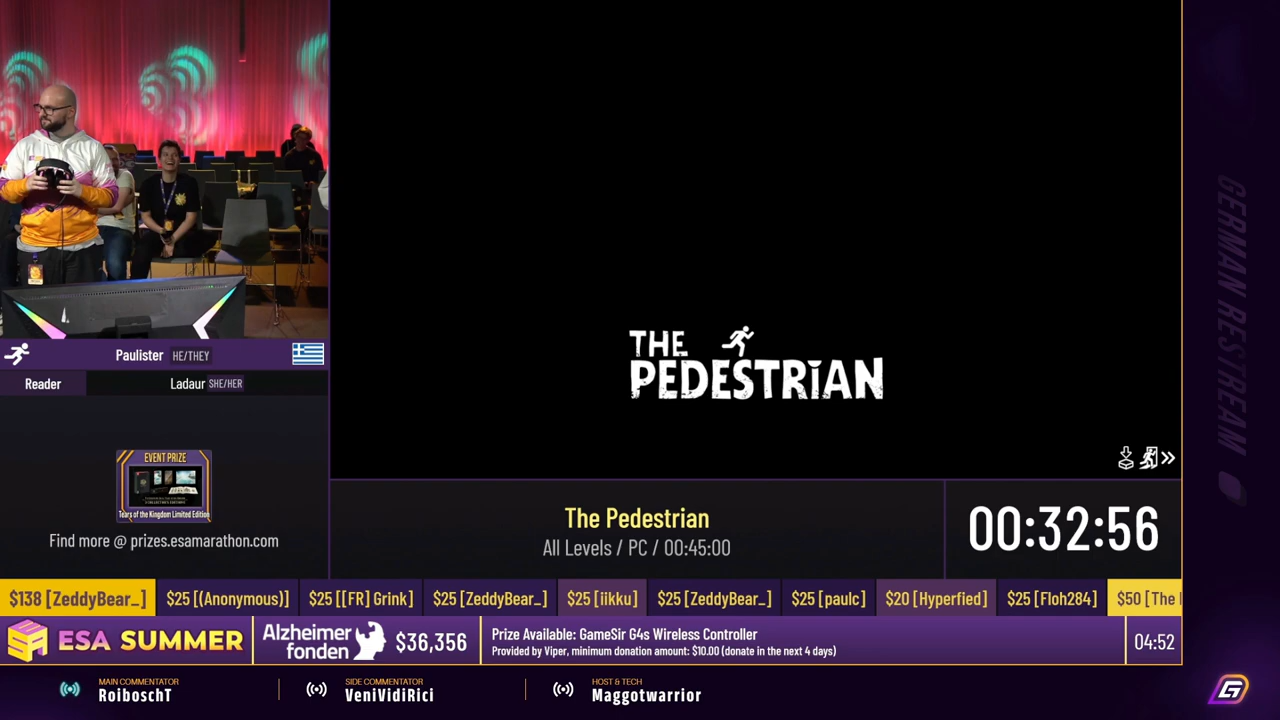 THE
PEDESTRIAN
Paulister HE/THEY
Reader
Ladaur SHE/HER
EVENT PRIZE
Tears of the Kingdom Limited Edition
Find more @ prizes.esamarathon.com
The Pedestrian
All Levels / PC / 00:45:00
00:32:56
$138 [ZeddyBear_]
$25 [(Anonymous)]
$25 [[FR] Grink]
$25 [ZeddyBear_]
$25 [iikku]
$25 [ZeddyBear_]
$25 [paulc]
$20 [Hyperfied]
$25 [Floh284]
$50 [The
ESA SUMMER
Alzheimer
fonden
$36,356
Prize Available: GameSir G4s Wireless Controller
Provided by Viper, minimum donation amount: $10.00 (donate in the next 4 days)
04:52
MAIN COMMENTATOR
RoiboschT
SIDE COMMENTATOR
VeniVidiRici
HOST & TECH
Maggotwarrior
GERMAN RESTREAM
G